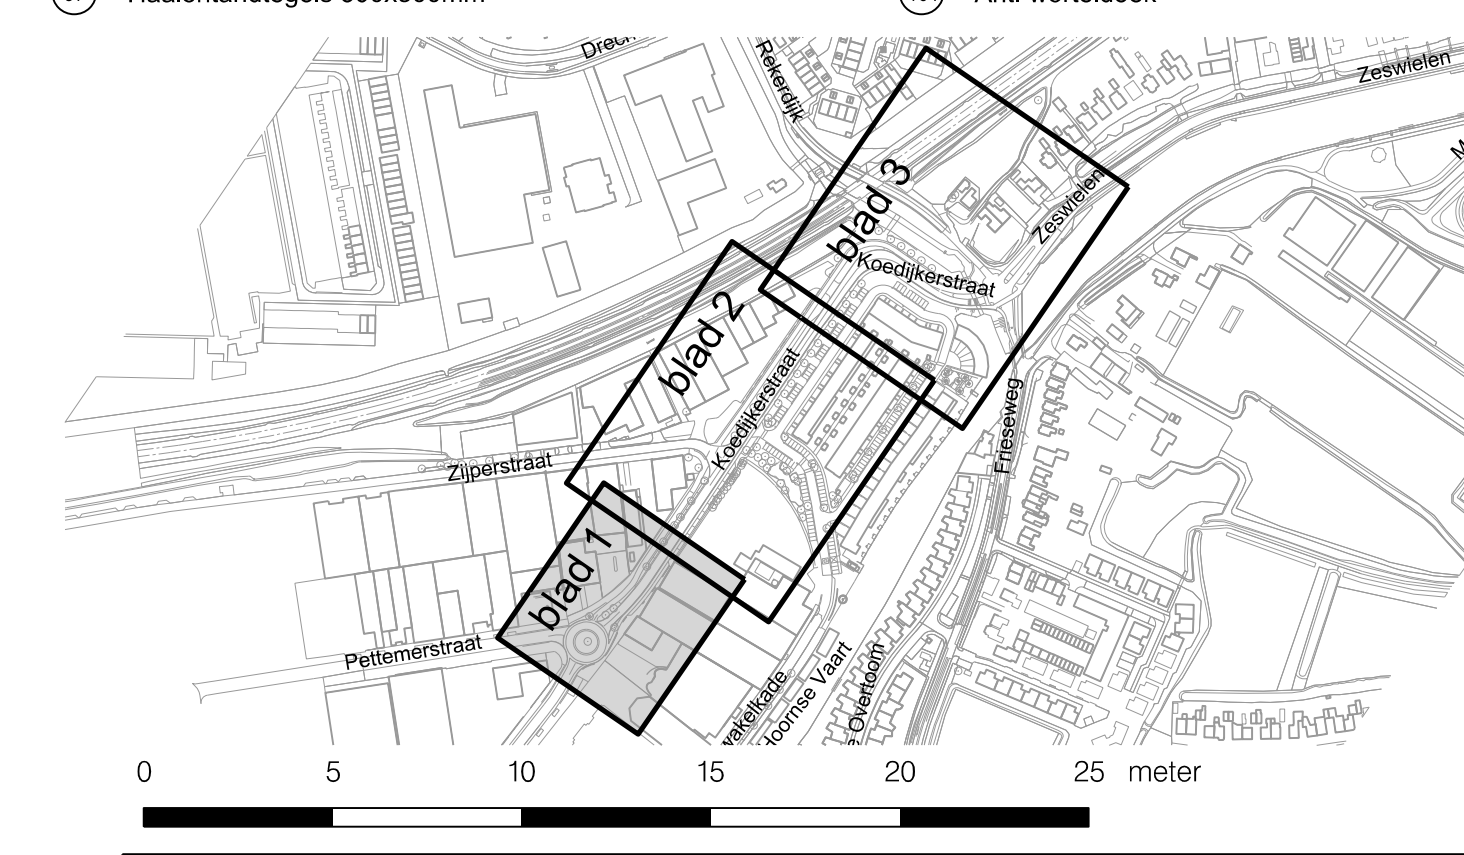 Drech
Rekerdijk
Zeswielen
blad 3
Zeswielen
Koedijkerstraat
blad 2
Koedijkerstraat
Frieseweg
Zijperstraat
blad 1
Pettemerstraat
Hoornse Vaart
Overtoom
0 5 10 15 20 25 meter